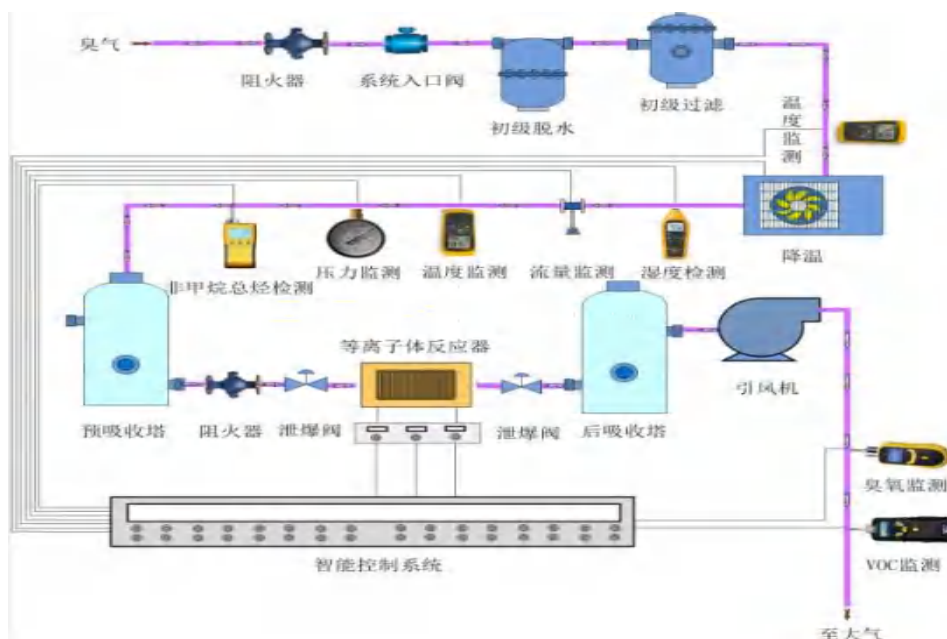 臭气
阻火器
系统入口阀
初级脱水
初级过滤
温度监测
降温
非甲烷总烃检测
压力监测
温度监测
流量监测
湿度检测
等离子体反应器
引风机
预吸收塔
阻火器
泄爆阀
泄爆阀
后吸收塔
臭氧监测
智能控制系统
VOC监测
至大气